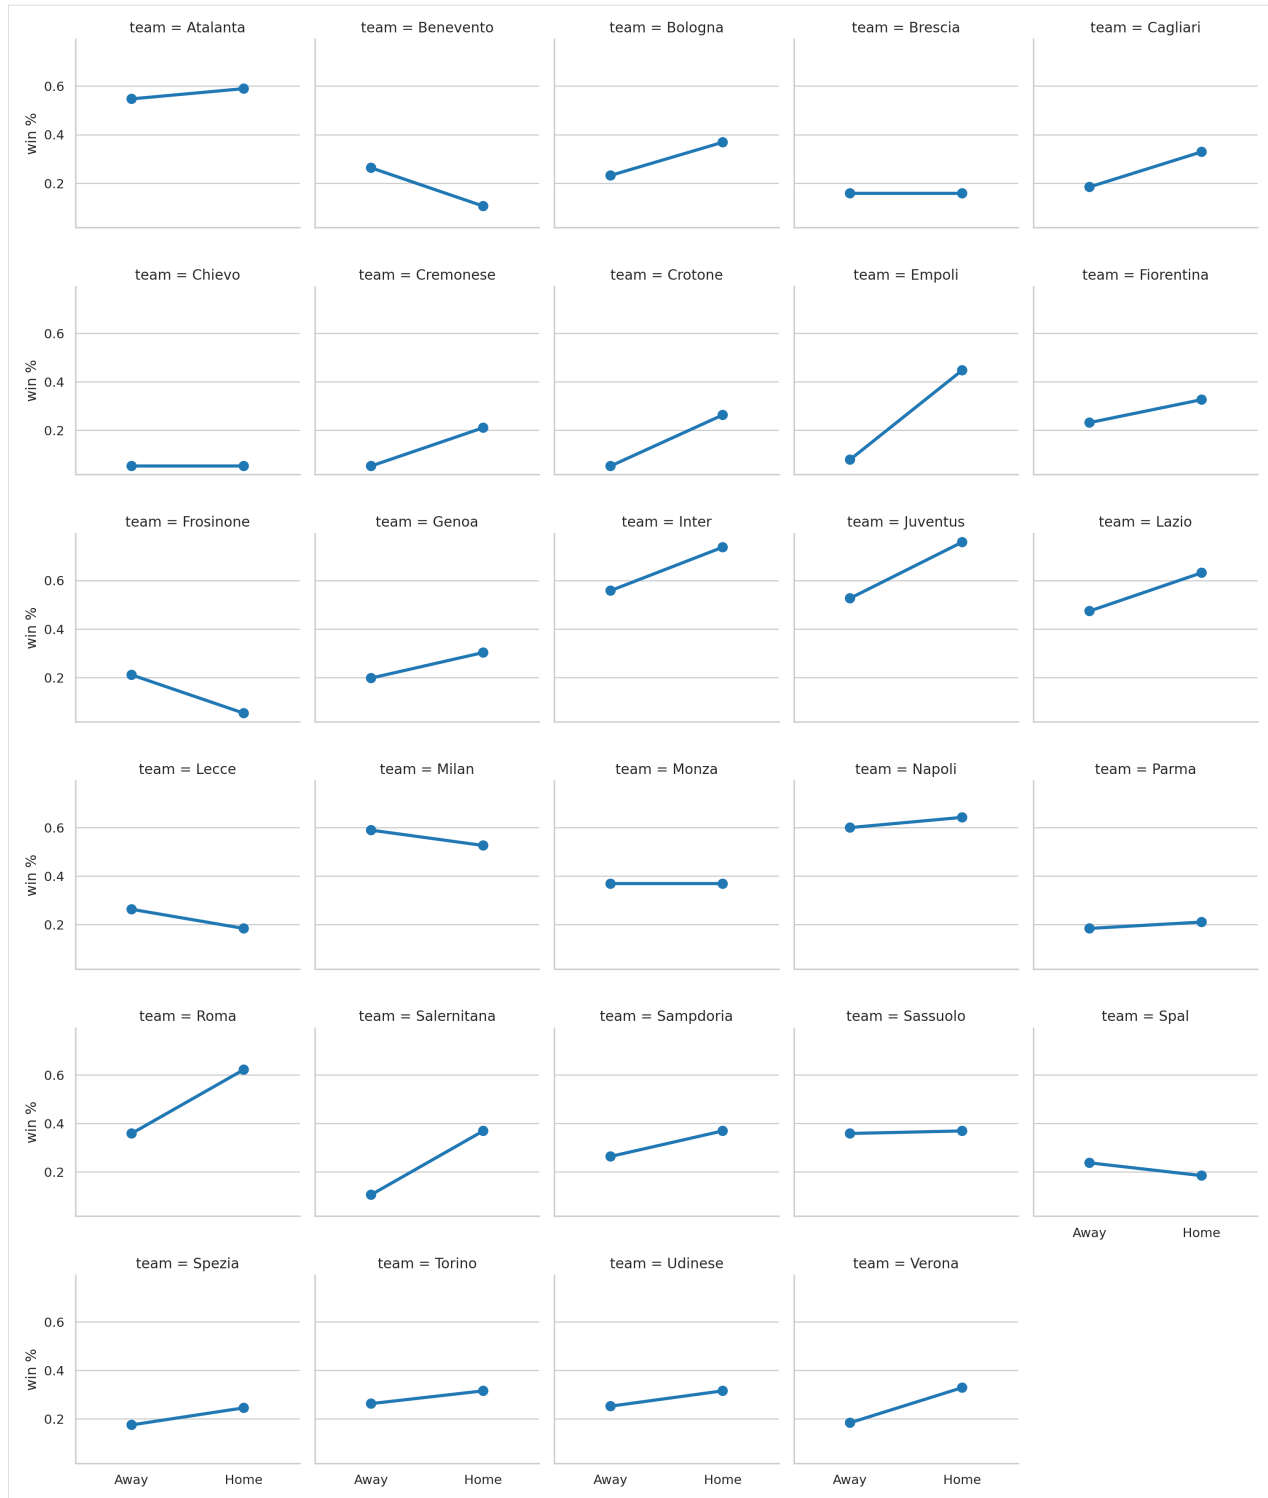 team = Atalanta
team = Benevento
team = Bologna
team = Brescia
team = Cagliari
win %
0.6
0.4
0.2
team = Chievo
team = Cremonese
team = Crotone
team = Empoli
team = Fiorentina
win %
0.6
0.4
0.2
team = Frosinone
team = Genoa
team = Inter
team = Juventus
team = Lazio
win %
0.6
0.4
0.2
team = Lecce
team = Milan
team = Monza
team = Napoli
team = Parma
win %
0.6
0.4
0.2
team = Roma
team = Salernitana
team = Sampdoria
team = Sassuolo
team = Spal
win %
0.6
0.4
0.2
Away Home
team = Spezia
team = Torino
team = Udinese
team = Verona
win %
0.6
0.4
0.2
Away Home
Away Home
Away Home
Away Home